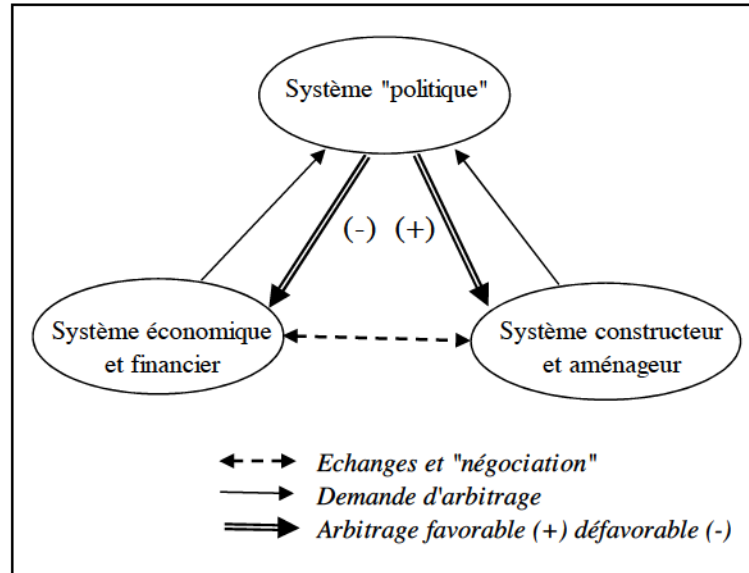 Système "politique"
(-) (+)
Système économique
et financier
Système constructeur
et aménageur
Echanges et "négociation"
Demande d'arbitrage
Arbitrage favorable (+) défavorable (-)